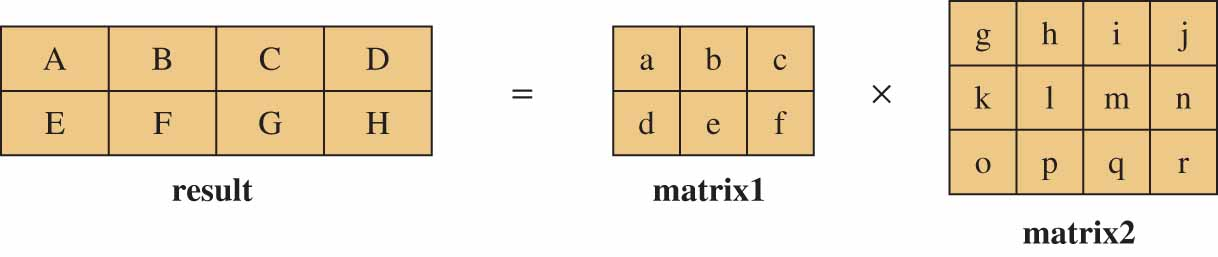 A B C D = a b c × g h i j
E F G H d e f k l m n
o p q r
result matrix1 matrix2